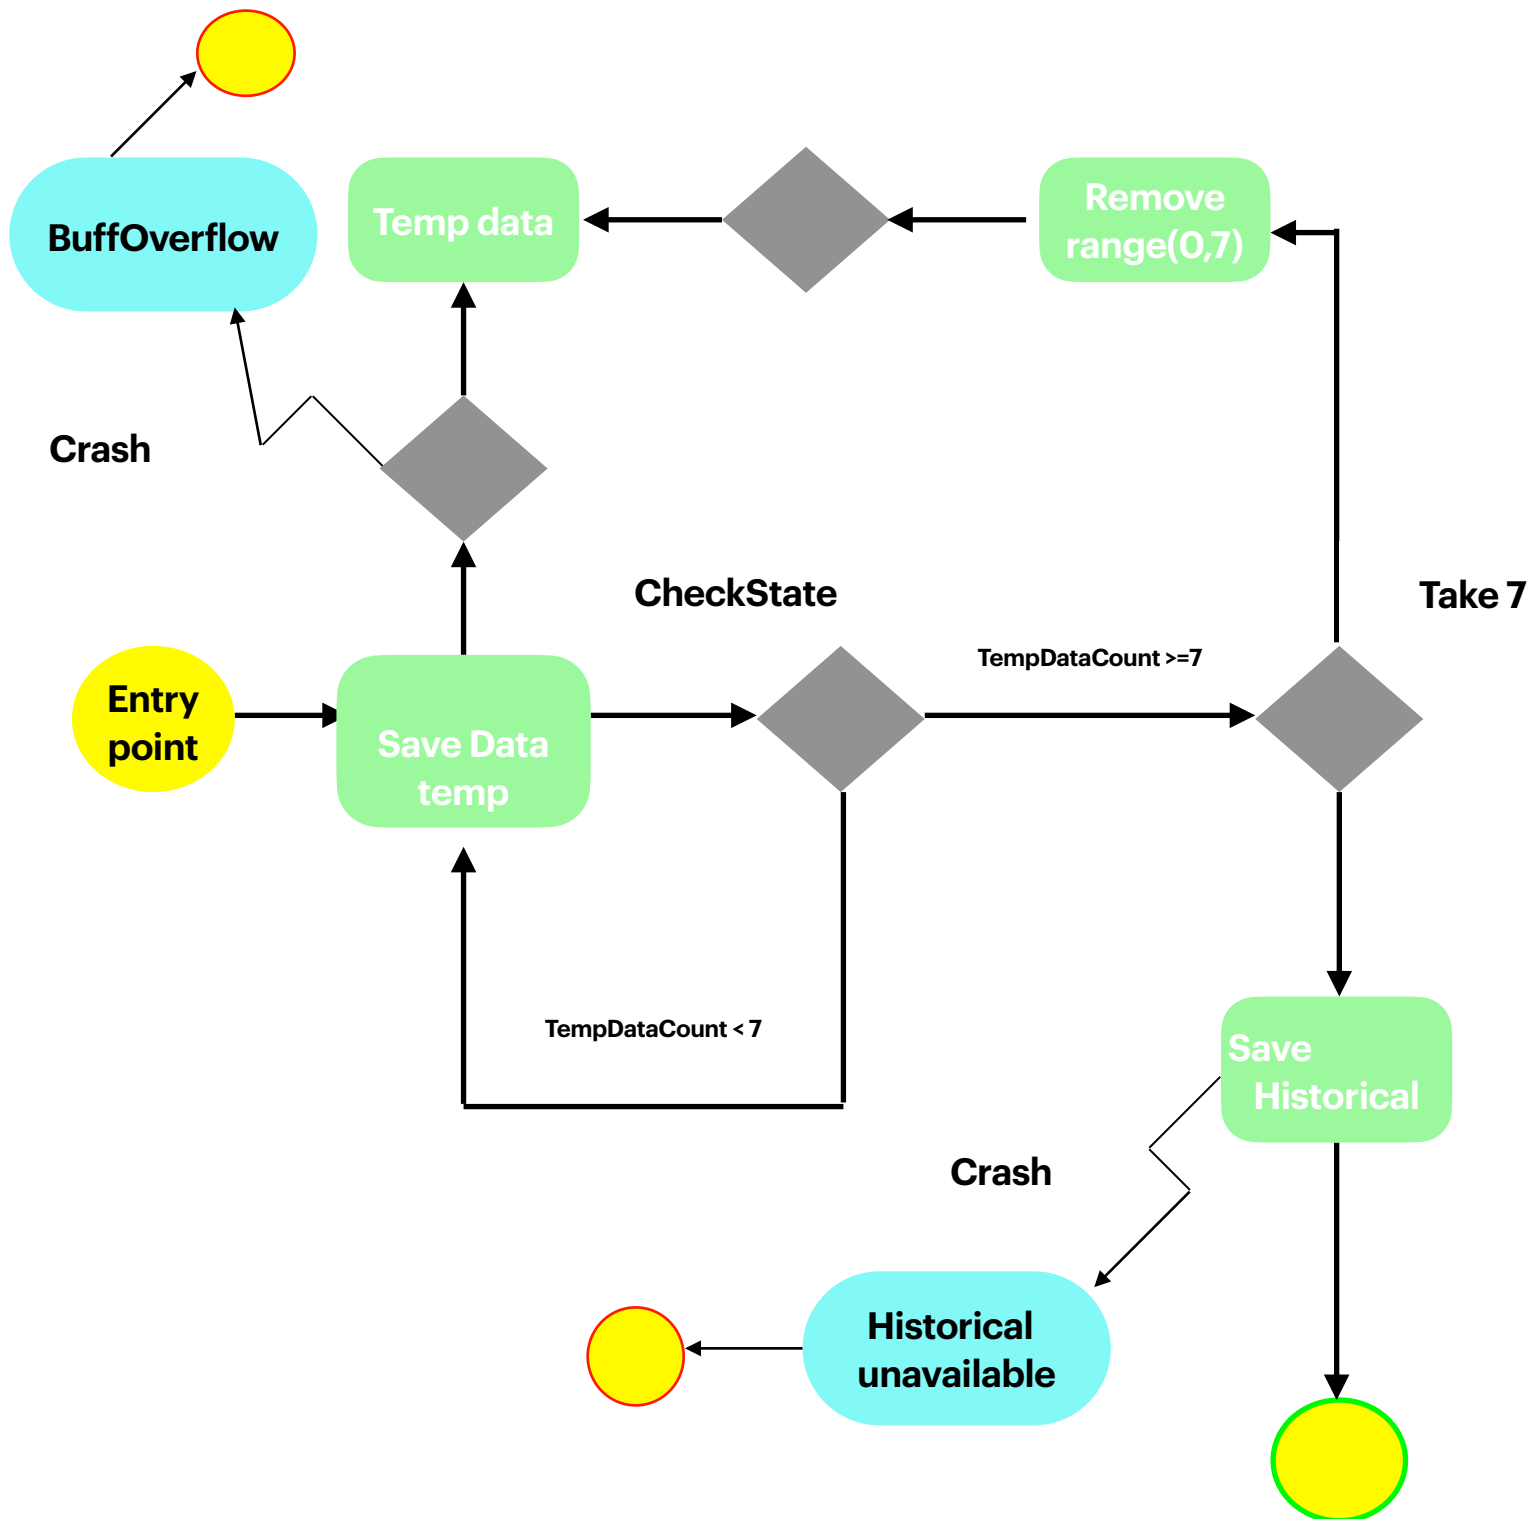 Remove
range(0,7)
Temp data
BuffOverflow
Crash
CheckState
Take 7
TempDataCount >=7
Entry
point
Save Data
temp
TempDataCount < 7
Save
Historical
Crash
Historical
unavailable